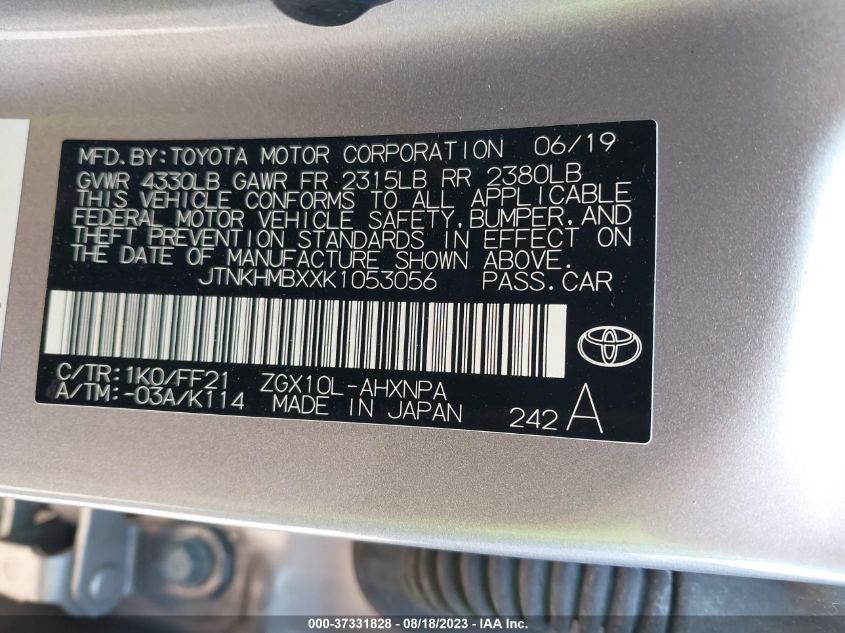 MFD.BY:TOYOTA MOTOR CORPORATION 06/19
GVWR 4330LB GAWR FR 2315LB RR 2380LB
THIS VEHICLE CONFORMS TO ALL APPLICABLE
FEDERAL MOTOR VEHICLE SAFETY, BUMPER, AND
THEFT PREVENTION STANDARDS IN EFFECT ON
THE DATE OF MANUFACTURE SHOWN ABOVE.
JTNKHMBXXK1053056 PASS.CAR
C/TR:1K0/FF21 ZGX10L-AHXNPA
A/TM:-03A/K114 MADE IN JAPAN 242 A
000-37331828 - 08/18/2023 - IAA Inc.